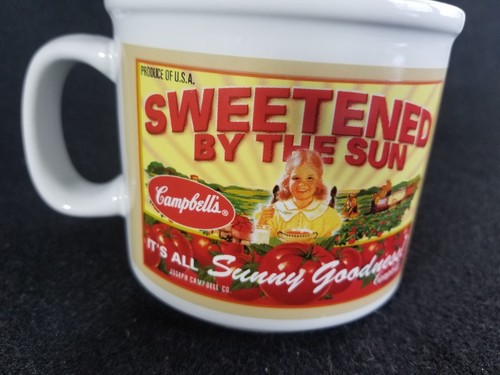 PRODUCE OF U.S.A.
SWEETENED
BY THE SUN
Campbell's®
IT'S ALL Sunny Goodness!
JOSEPH CAMPBELL CO